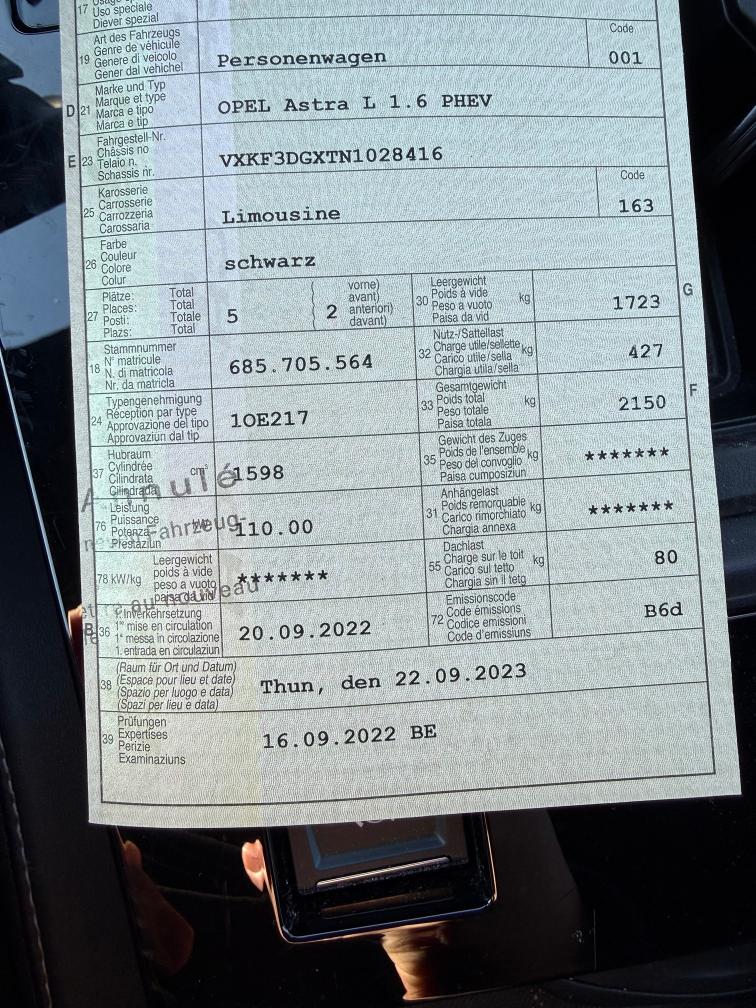 17
Uso speciale
Diever spezial
19
Art des Fahrzeugs
Genre de véhicule
Genere di veicolo
Gener dal vehichel
Personenwagen
Code
001
D 21
Marke und Typ
Marque et type
Marca e tipo
Marca e tip
OPEL Astra L 1.6 PHEV
E 23
Fahrgestell-Nr.
Châssis no
Telaio n.
Schassis nr.
VXKF3DGXTN1028416
25
Karosserie
Carrosserie
Carrozzeria
Carossaria
Limousine
Code
163
26
Farbe
Couleur
Colore
Colur
schwarz
27
Plätze: Total
Places: Total
Posti: Totale
Plazs: Total
5
2
vorne)
avant)
anteriori)
davant)
30
Leergewicht
Poids à vide
Peso a vuoto
Paisa da vid
kg
1723
G
18
Stammnummer
N° matricule
N. di matricola
Nr. da matricla
685.705.564
32
Nutz-/Sattellast
Charge utile/sellette
Carico utile/sella
Chargia utila/sella
kg
427
24
Typengenehmigung
Réception par type
Approvazione del tipo
Approvaziun dal tip
1OE217
33
Gesamtgewicht
Poids total
Peso totale
Paisa totala
kg
2150
F
37
Hubraum
Cylindrée
Cilindrata
Cilindrada
cm³
1598
35
Gewicht des Zuges
Poids de l'ensemble
Peso del convoglio
Paisa cumposiziun
kg
*******
Annulé
76
Leistung
Puissance
Potenza
Prestaziun
kW
110.00
Fahrzeug-
31
Anhängelast
Poids remorquable
Carico rimorchiato
Chargia annexa
kg
*******
78 kW/kg
Leergewicht
poids à vide
peso a vuoto
paisa da vid
*******
au nouveau
55
Dachlast
Charge sur le toit
Carico sul tetto
Chargia sin il tetg
kg
80
B 36
1. Inverkehrsetzung
1re mise en circulation
1a messa in circolazione
1. entrada en circulaziun
20.09.2022
72
Emissionscode
Code émissions
Codice emissioni
Code d'emissiuns
B6d
38
(Raum für Ort und Datum)
(Espace pour lieu et date)
(Spazio per luogo e data)
(Spazi per lieu e data)
Thun, den 22.09.2023
39
Prüfungen
Expertises
Perizie
Examinaziuns
16.09.2022 BE